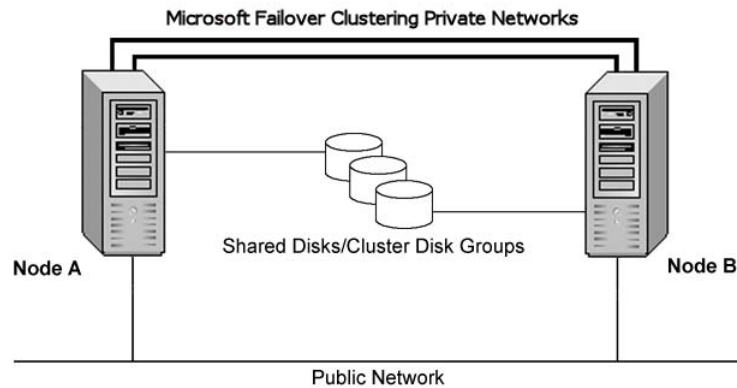 Microsoft Failover Clustering Private Networks
Shared Disks/Cluster Disk Groups
Node A
Node B
Public Network